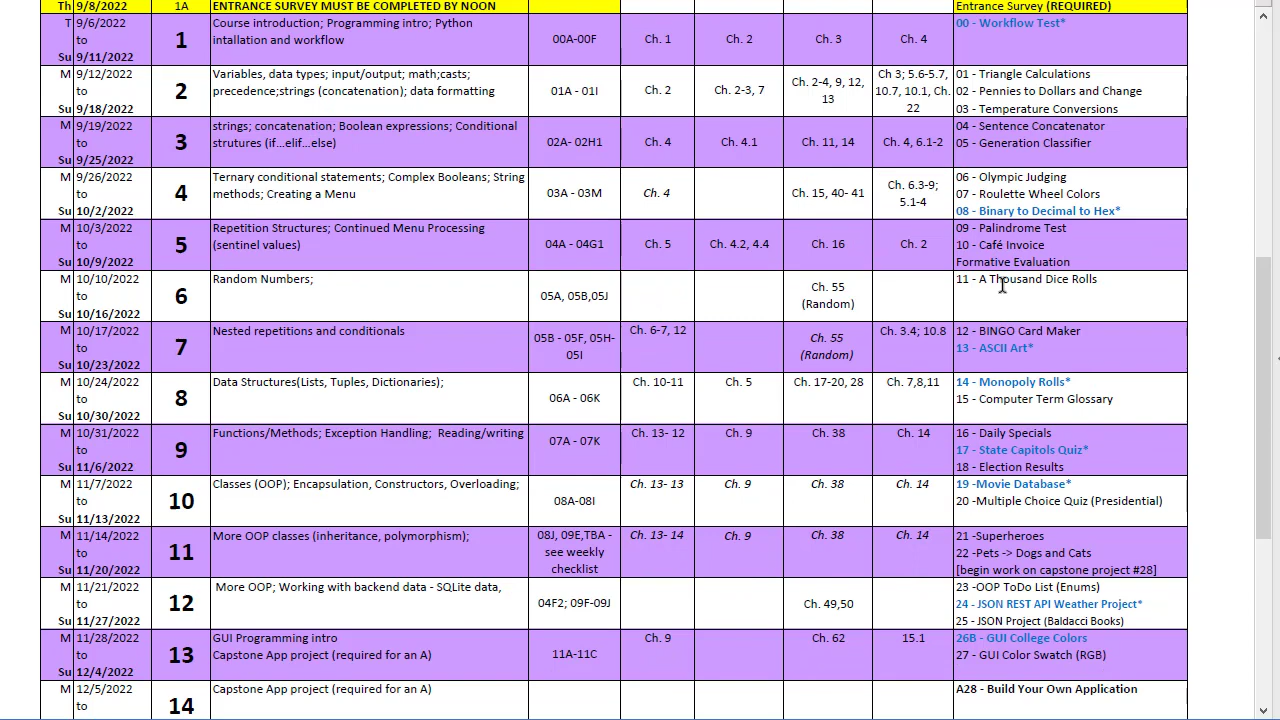 Th 9/8/2022 1A ENTRANCE SURVEY MUST BE COMPLETED BY NOON Entrance Survey (REQUIRED)
T 9/6/2022 to Su 9/11/2022 1 Course introduction; Programming intro; Python intallation and workflow 00A-00F Ch. 1 Ch. 2 Ch. 3 Ch. 4 00 - Workflow Test*
M 9/12/2022 to Su 9/18/2022 2 Variables, data types; input/output; math;casts; precedence;strings (concatenation); data formatting 01A - 01I Ch. 2 Ch. 2-3, 7 Ch. 2-4, 9, 12, 13 Ch 3; 5.6-5.7, 10.7, 10.1, Ch. 22 01 - Triangle Calculations
02 - Pennies to Dollars and Change
03 - Temperature Conversions
M 9/19/2022 to Su 9/25/2022 3 strings; concatenation; Boolean expressions; Conditional strutures (if...elif...else) 02A- 02H1 Ch. 4 Ch. 4.1 Ch. 11, 14 Ch. 4, 6.1-2 04 - Sentence Concatenator
05 - Generation Classifier
M 9/26/2022 to Su 10/2/2022 4 Ternary conditional statements; Complex Booleans; String methods; Creating a Menu 03A - 03M Ch. 4 Ch. 15, 40- 41 Ch. 6.3-9; 5.1-4 06 - Olympic Judging
07 - Roulette Wheel Colors
08 - Binary to Decimal to Hex*
M 10/3/2022 to Su 10/9/2022 5 Repetition Structures; Continued Menu Processing (sentinel values) 04A - 04G1 Ch. 5 Ch. 4.2, 4.4 Ch. 16 Ch. 2 09 - Palindrome Test
10 - Café Invoice
Formative Evaluation
M 10/10/2022 to Su 10/16/2022 6 Random Numbers; 05A, 05B,05J Ch. 55 (Random) 11 - A Thousand Dice Rolls
M 10/17/2022 to Su 10/23/2022 7 Nested repetitions and conditionals 05B - 05F, 05H-05I Ch. 6-7, 12 Ch. 55 (Random) Ch. 3.4; 10.8 12 - BINGO Card Maker
13 - ASCII Art*
M 10/24/2022 to Su 10/30/2022 8 Data Structures(Lists, Tuples, Dictionaries); 06A - 06K Ch. 10-11 Ch. 5 Ch. 17-20, 28 Ch. 7,8,11 14 - Monopoly Rolls*
15 - Computer Term Glossary
M 10/31/2022 to Su 11/6/2022 9 Functions/Methods; Exception Handling; Reading/writing 07A - 07K Ch. 13- 12 Ch. 9 Ch. 38 Ch. 14 16 - Daily Specials
17 - State Capitols Quiz*
18 - Election Results
M 11/7/2022 to Su 11/13/2022 10 Classes (OOP); Encapsulation, Constructors, Overloading; 08A-08I Ch. 13- 13 Ch. 9 Ch. 38 Ch. 14 19 -Movie Database*
20 -Multiple Choice Quiz (Presidential)
M 11/14/2022 to Su 11/20/2022 11 More OOP classes (inheritance, polymorphism); 08J, 09E,TBA - see weekly checklist Ch. 13- 14 Ch. 9 Ch. 38 Ch. 14 21 -Superheroes
22 -Pets -> Dogs and Cats
[begin work on capstone project #28]
M 11/21/2022 to Su 11/27/2022 12 More OOP; Working with backend data - SQLite data, 04F2; 09F-09J Ch. 49,50 23 -OOP ToDo List (Enums)
24 - JSON REST API Weather Project*
25 - JSON Project (Baldacci Books)
M 11/28/2022 to Su 12/4/2022 13 GUI Programming intro
Capstone App project (required for an A) 11A-11C Ch. 9 Ch. 62 15.1 26B - GUI College Colors
27 - GUI Color Swatch (RGB)
M 12/5/2022 to 14 Capstone App project (required for an A) A28 - Build Your Own Application